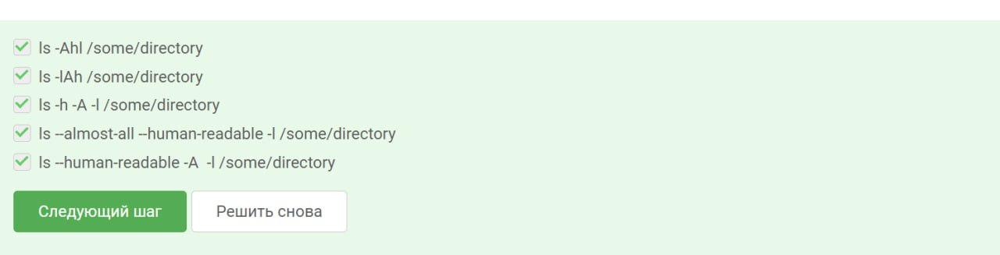 ls -Ahl /some/directory
ls -lAh /some/directory
ls -h -A -l /some/directory
ls --almost-all --human-readable -l /some/directory
ls --human-readable -A  -l /some/directory
Следующий шаг Решить снова